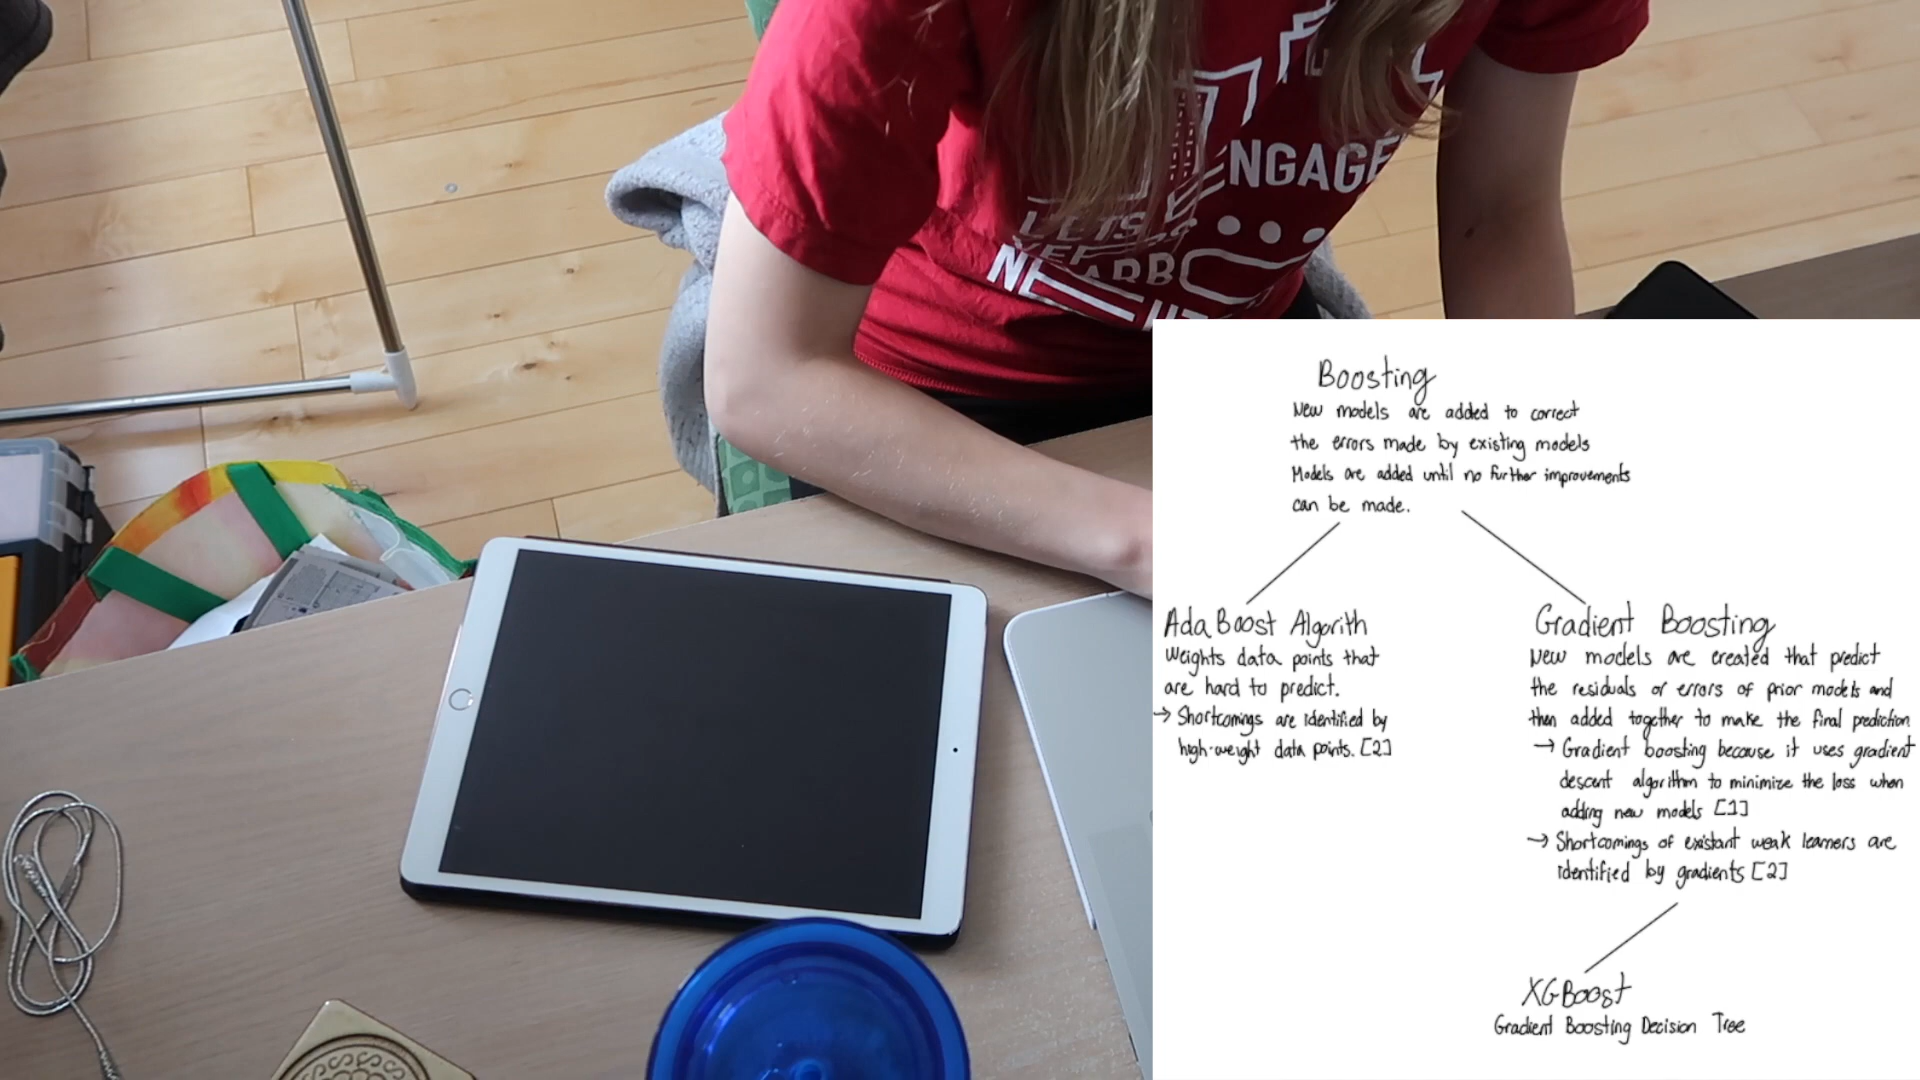 ENGAGE
LET'S
NEARB
Boosting
New models are added to correct
the errors made by existing models
Models are added until no further improvements
can be made.
AdaBoost Algorith
Weights data points that
are hard to predict.
→ Shortcomings are identified by
high-weight data points. [2]
Gradient Boosting
New models are created that predict
the residuals or errors of prior models and
then added together to make the final prediction
→ Gradient boosting because it uses gradient
descent algorithm to minimize the loss when
adding new models [1]
→ Shortcomings of existant weak learners are
identified by gradients [2]
XGBoost
Gradient Boosting Decision Tree